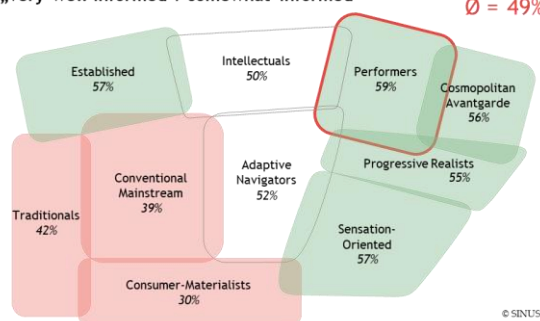 Ø = 49%
Established
57%
Intellectuals
50%
Performers
59%
Cosmopolitan
Avantgarde
56%
Progressive Realists
55%
Conventional
Mainstream
39%
Adaptive
Navigators
52%
Traditionals
42%
Sensation-
Oriented
57%
Consumer-Materialists
30%
© SINUS